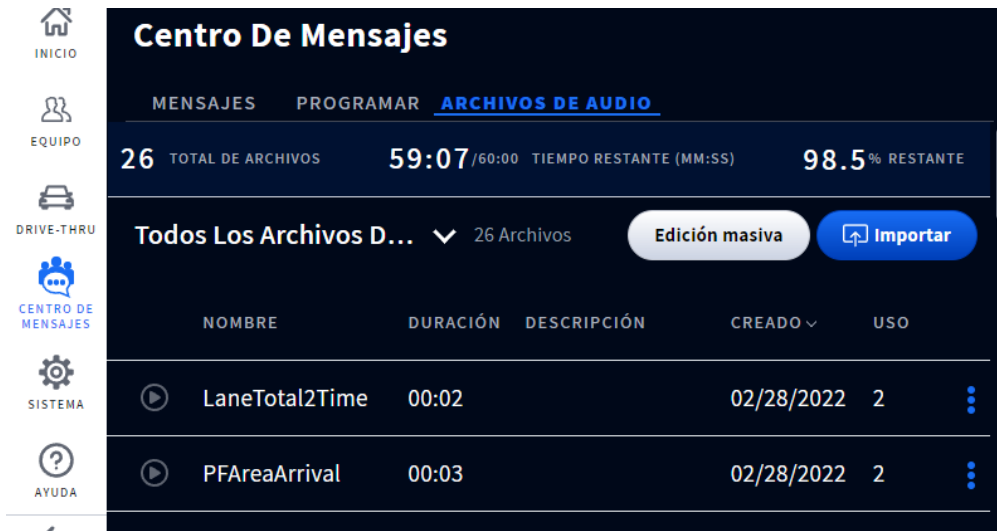 INICIO
EQUIPO
DRIVE-THRU
CENTRO DE
MENSAJES
SISTEMA
AYUDA
Centro De Mensajes
MENSAJES PROGRAMAR ARCHIVOS DE AUDIO
26 TOTAL DE ARCHIVOS 59:07/60:00 TIEMPO RESTANTE (MM:SS) 98.5% RESTANTE
Todos Los Archivos D... 26 Archivos Edición masiva Importar
NOMBRE DURACIÓN DESCRIPCIÓN CREADO USO
LaneTotal2Time 00:02 02/28/2022 2
PFAreaArrival 00:03 02/28/2022 2